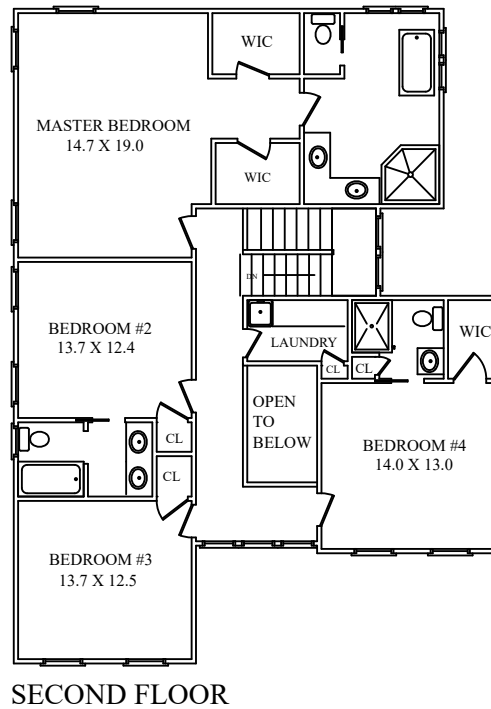 WIC
MASTER BEDROOM
14.7 X 19.0
WIC
DN
BEDROOM #2
13.7 X 12.4
LAUNDRY
WIC
CL
CL
OPEN
TO
BELOW
CL
BEDROOM #4
14.0 X 13.0
CL
BEDROOM #3
13.7 X 12.5
SECOND FLOOR